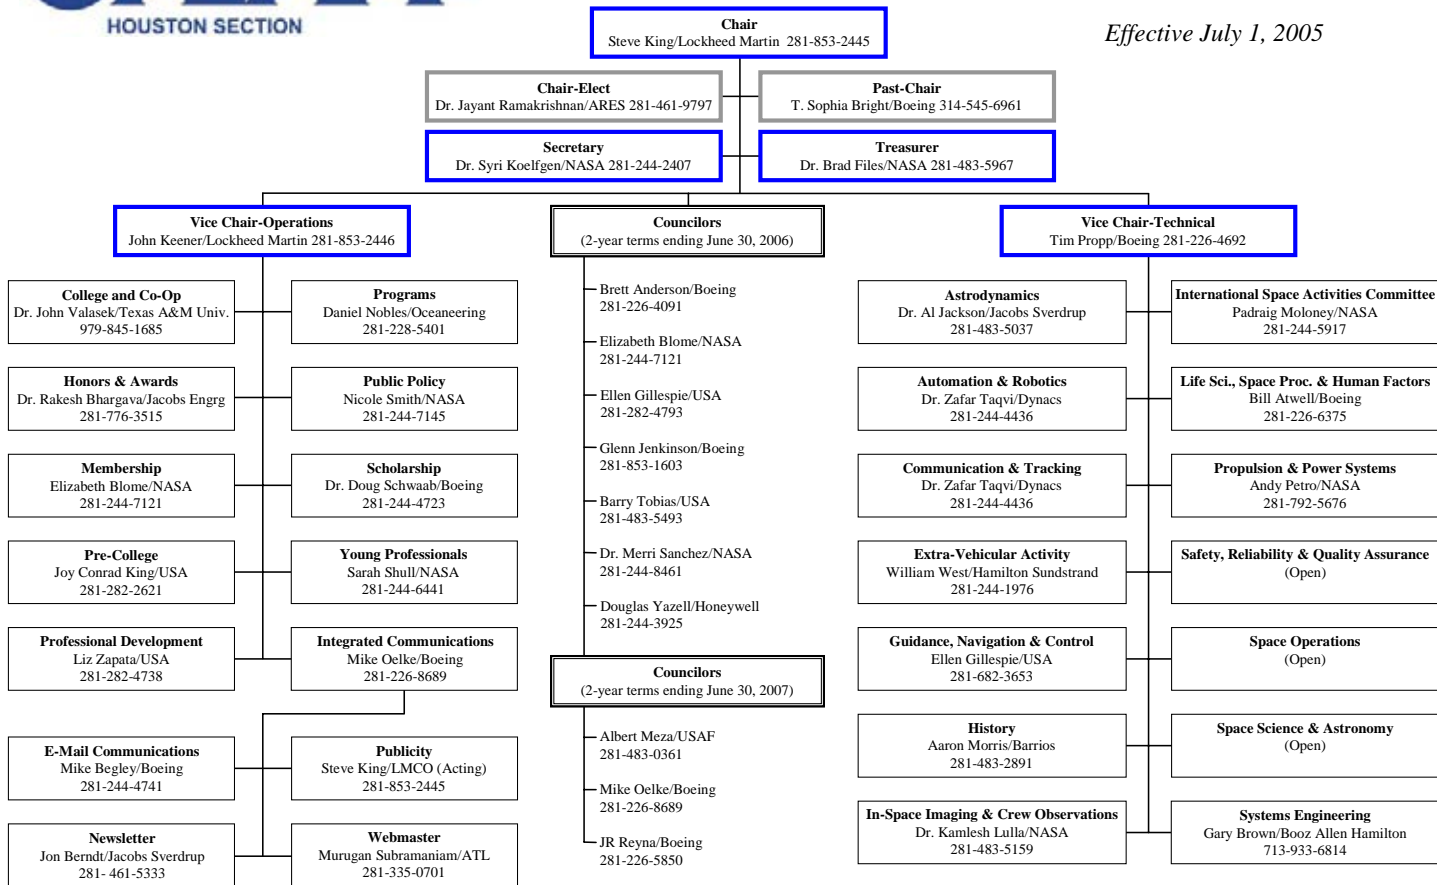 HOUSTON SECTION
Effective July 1, 2005
Chair
Steve King/Lockheed Martin 281-853-2445
Chair-Elect
Dr. Jayant Ramakrishnan/ARES 281-461-9797
Past-Chair
T. Sophia Bright/Boeing 314-545-6961
Secretary
Dr. Syri Koelfgen/NASA 281-244-2407
Treasurer
Dr. Brad Files/NASA 281-483-5967
Vice Chair-Operations
John Keener/Lockheed Martin 281-853-2446
College and Co-Op
Dr. John Valasek/Texas A&M Univ.
979-845-1685
Programs
Daniel Nobles/Oceaneering
281-228-5401
Honors & Awards
Dr. Rakesh Bhargava/Jacobs Engrg
281-776-3515
Public Policy
Nicole Smith/NASA
281-244-7145
Membership
Elizabeth Blome/NASA
281-244-7121
Scholarship
Dr. Doug Schwaab/Boeing
281-244-4723
Pre-College
Joy Conrad King/USA
281-282-2621
Young Professionals
Sarah Shull/NASA
281-244-6441
Professional Development
Liz Zapata/USA
281-282-4738
Integrated Communications
Mike Oelke/Boeing
281-226-8689
E-Mail Communications
Mike Begley/Boeing
281-244-4741
Publicity
Steve King/LMCO (Acting)
281-853-2445
Newsletter
Jon Berndt/Jacobs Sverdrup
281- 461-5333
Webmaster
Murugan Subramaniam/ATL
281-335-0701
Councilors
(2-year terms ending June 30, 2006)
Brett Anderson/Boeing
281-226-4091
Elizabeth Blome/NASA
281-244-7121
Ellen Gillespie/USA
281-282-4793
Glenn Jenkinson/Boeing
281-853-1603
Barry Tobias/USA
281-483-5493
Dr. Merri Sanchez/NASA
281-244-8461
Douglas Yazell/Honeywell
281-244-3925
Councilors
(2-year terms ending June 30, 2007)
Albert Meza/USAF
281-483-0361
Mike Oelke/Boeing
281-226-8689
JR Reyna/Boeing
281-226-5850
Vice Chair-Technical
Tim Propp/Boeing 281-226-4692
Astrodynamics
Dr. Al Jackson/Jacobs Sverdrup
281-483-5037
International Space Activities Committee
Padraig Moloney/NASA
281-244-5917
Automation & Robotics
Dr. Zafar Taqvi/Dynacs
281-244-4436
Life Sci., Space Proc. & Human Factors
Bill Atwell/Boeing
281-226-6375
Communication & Tracking
Dr. Zafar Taqvi/Dynacs
281-244-4436
Propulsion & Power Systems
Andy Petro/NASA
281-792-5676
Extra-Vehicular Activity
William West/Hamilton Sundstrand
281-244-1976
Safety, Reliability & Quality Assurance
(Open)
Guidance, Navigation & Control
Ellen Gillespie/USA
281-682-3653
Space Operations
(Open)
History
Aaron Morris/Barrios
281-483-2891
Space Science & Astronomy
(Open)
In-Space Imaging & Crew Observations
Dr. Kamlesh Lulla/NASA
281-483-5159
Systems Engineering
Gary Brown/Booz Allen Hamilton
713-933-6814